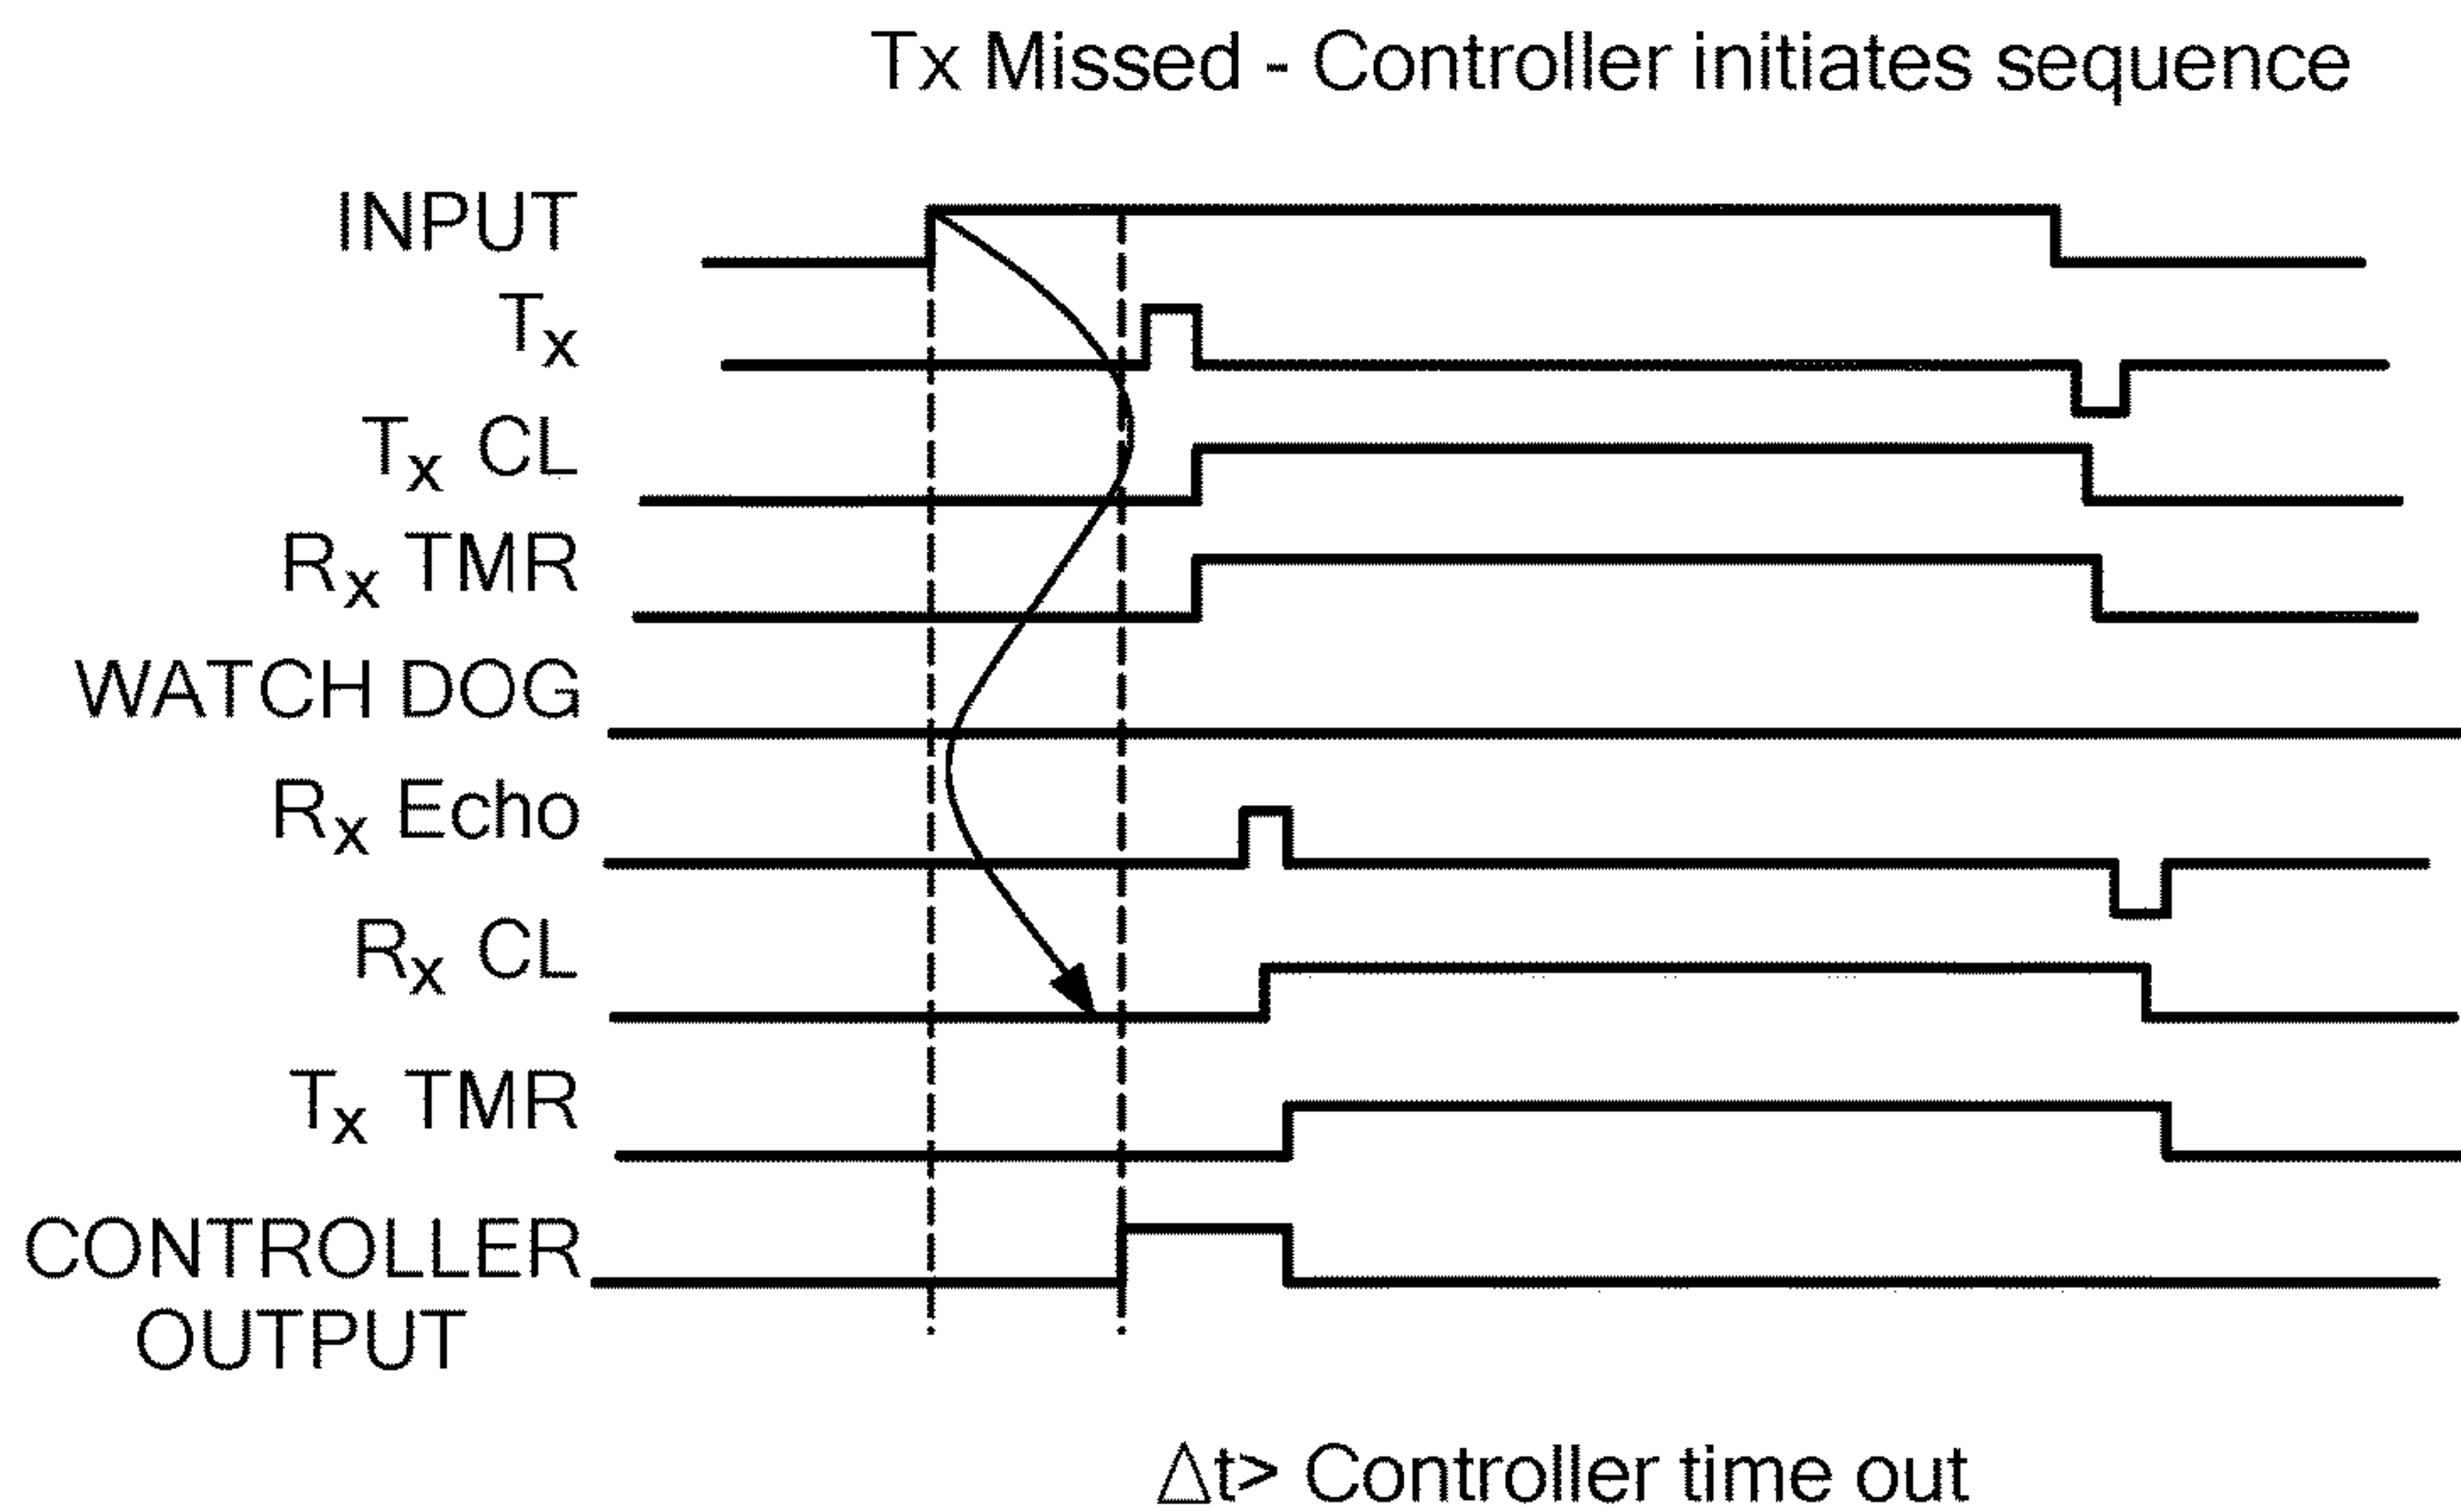 Tx Missed - Controller initiates sequence
INPUT
Tx
Tx CL
Rx TMR
WATCH DOG
Rx Echo
Rx CL
Tx TMR
CONTROLLER
OUTPUT
Δt> Controller time out